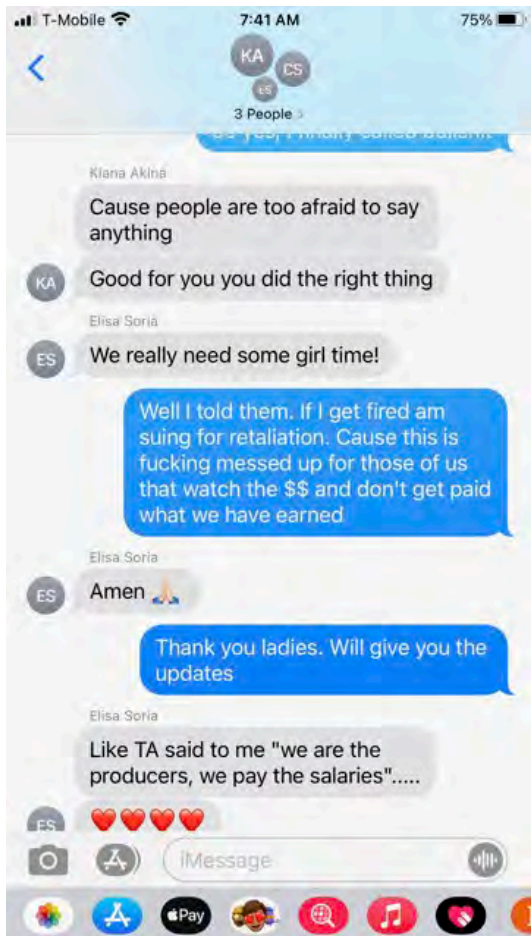 T-Mobile 7:41 AM 75%
KA
CS
ES
3 People
Kiana Akina
Cause people are too afraid to say
anything
KA
Good for you you did the right thing
Elisa Soria
ES
We really need some girl time!
Well I told them. If I get fired am
suing for retaliation. Cause this is
fucking messed up for those of us
that watch the $$ and don't get paid
what we have earned
Elisa Soria
ES
Amen 🙏🏻
Thank you ladies. Will give you the
updates
Elisa Soria
Like TA said to me "we are the
producers, we pay the salaries".....
ES
❤️❤️❤️❤️
iMessage
Pay